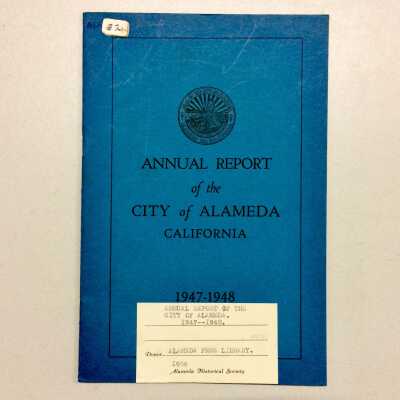 ANNUAL REPORT
of the
CITY of ALAMEDA
CALIFORNIA
1947-1948
ANNUAL REPORT OF THE
CITY OF ALAMEDA.
1947--1948.
Donor ALAMEDA FREE LIBRARY.
Alameda Historical Society